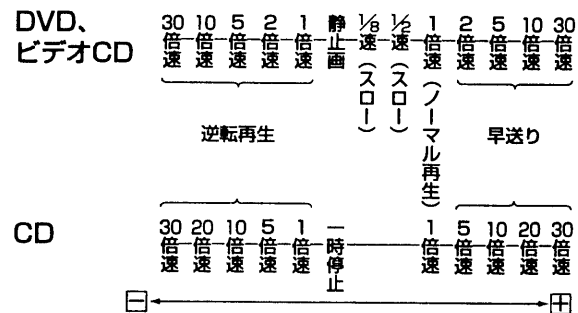 DVD、
ビデオCD
30倍速 10倍速 5倍速 2倍速 1倍速 静止画 1/8速(スロー) 1/2速(スロー) 1倍速(ノーマル再生) 2倍速 5倍速 10倍速 30倍速
逆転再生
早送り
CD
30倍速 20倍速 10倍速 5倍速 1倍速 一時停止 1倍速 5倍速 10倍速 20倍速 30倍速
− +